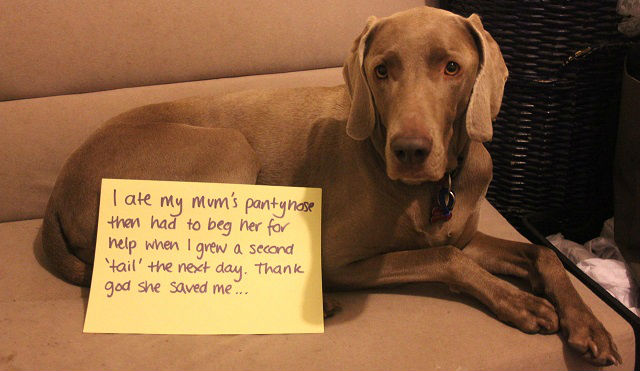 I ate my mum's pantyhose
then had to beg her for
help when I grew a second
'tail' the next day. Thank
god she saved me...